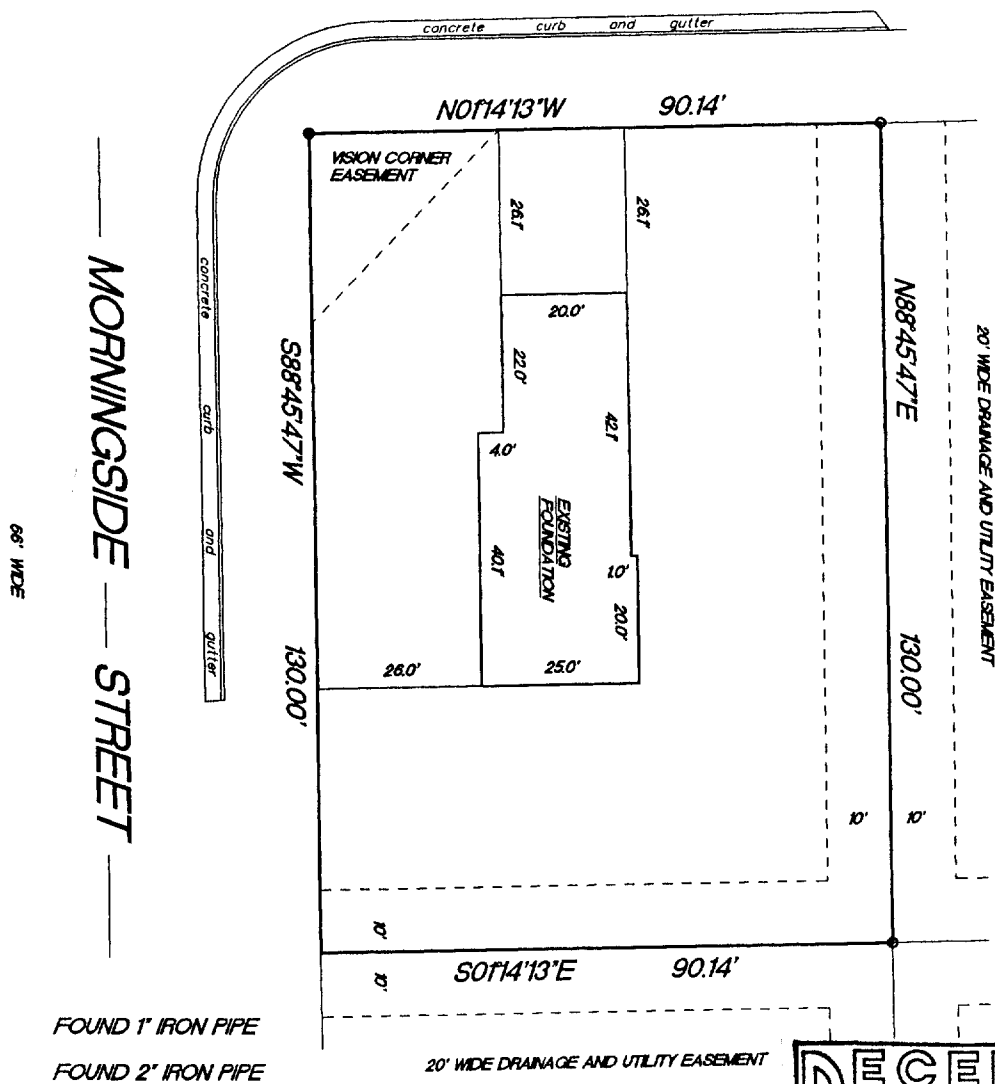 concrete curb and gutter
N01°14'13"W 90.14'
VISION CORNER
EASEMENT
26.1'
26.1'
20.0'
22.0'
42.1'
4.0'
EXISTING
FOUNDATION
40.1'
1.0'
20.0'
26.0'
25.0'
concrete curb and gutter
MORNINGSIDE STREET
66' WIDE
S88°45'47"W 130.00'
N88°45'47"E 130.00'
20' WIDE DRAINAGE AND UTILITY EASEMENT
10' 10'
10'
10'
S01°14'13"E 90.14'
FOUND 1" IRON PIPE
FOUND 2" IRON PIPE
20' WIDE DRAINAGE AND UTILITY EASEMENT